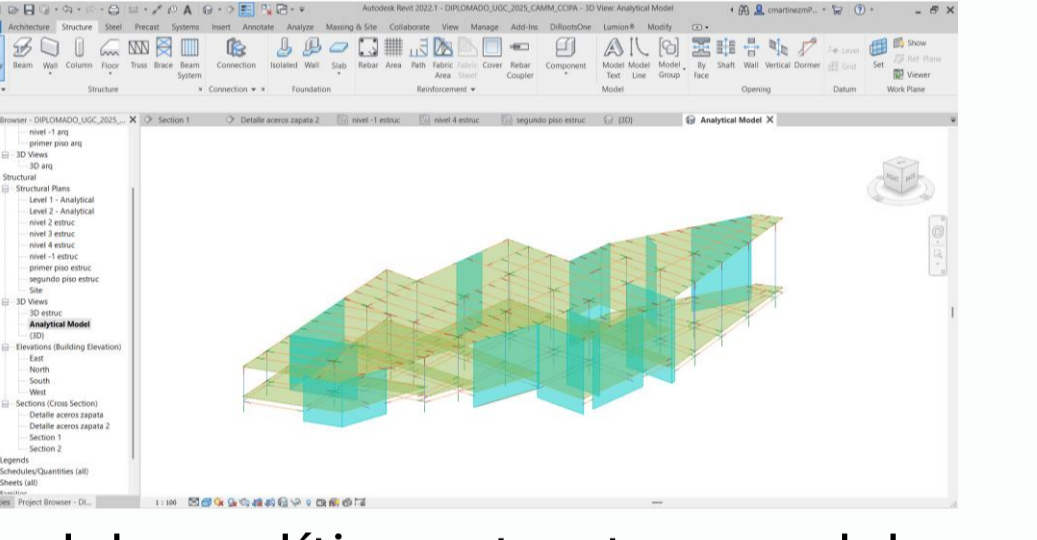 Autodesk Revit 2022.1 - DIPLOMADO_UGC_2025_CAMM_CCIPA - 3D View: Analytical Model
cmartinezmP...
Architecture Structure Steel Precast Systems Insert Annotate Analyze Massing & Site Collaborate View Manage Add-Ins DiRootsOne Lumion® Modify
Beam Wall Column Floor Truss Brace Beam System Connection Isolated Wall Slab Rebar Area Path Fabric Area Fabric Sheet Cover Rebar Coupler Component Model Text Model Line Model Group By Face Shaft Wall Vertical Dormer Level Grid Set Show Ref Plane Viewer
Structure Connection Foundation Reinforcement Model Opening Datum Work Plane
Browser - DIPLOMADO_UGC_2025_... X
Section 1 Detalle aceros zapata 2 nivel -1 estruc nivel 4 estruc segundo piso estruc {3D} Analytical Model X
nivel -1 arq
primer piso arq
3D Views
3D arq
Structural
Structural Plans
Level 1 - Analytical
Level 2 - Analytical
nivel 2 estruc
nivel 3 estruc
nivel 4 estruc
nivel -1 estruc
primer piso estruc
segundo piso estruc
Site
3D Views
3D estruc
Analytical Model
{3D}
Elevations (Building Elevation)
East
North
South
West
Sections (Cross Section)
Detalle aceros zapata
Detalle aceros zapata 2
Section 1
Section 2
Legends
Schedules/Quantities (all)
Sheets (all)
Project Browser - DI...
1 : 100